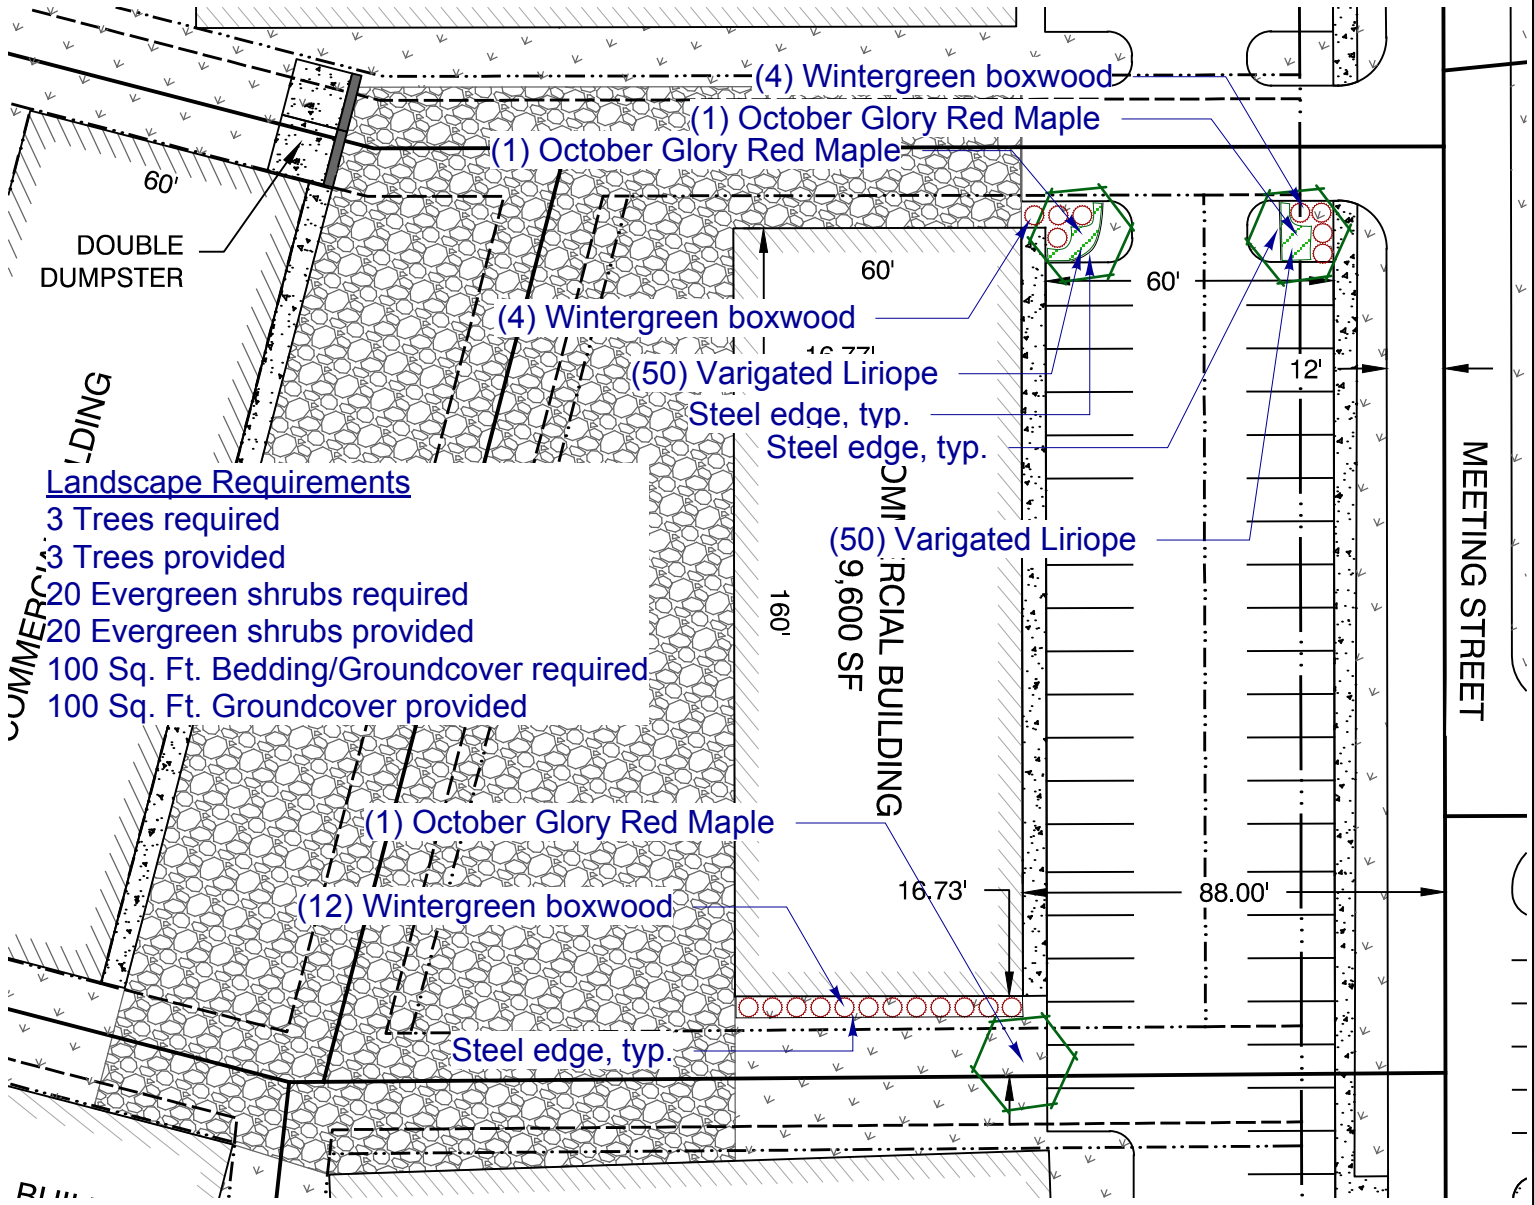 (4) Wintergreen boxwood
(1) October Glory Red Maple
(1) October Glory Red Maple
60'
DOUBLE
DUMPSTER
60'
60'
(4) Wintergreen boxwood
16.77'
(50) Varigated Liriope
12'
Steel edge, typ.
Steel edge, typ.
MEETING STREET
Landscape Requirements
3 Trees required
3 Trees provided
20 Evergreen shrubs required
20 Evergreen shrubs provided
100 Sq. Ft. Bedding/Groundcover required
100 Sq. Ft. Groundcover provided
(50) Varigated Liriope
160'
BUILDING
9,600 SF
(1) October Glory Red Maple
(12) Wintergreen boxwood
16.73'
88.00'
Steel edge, typ.